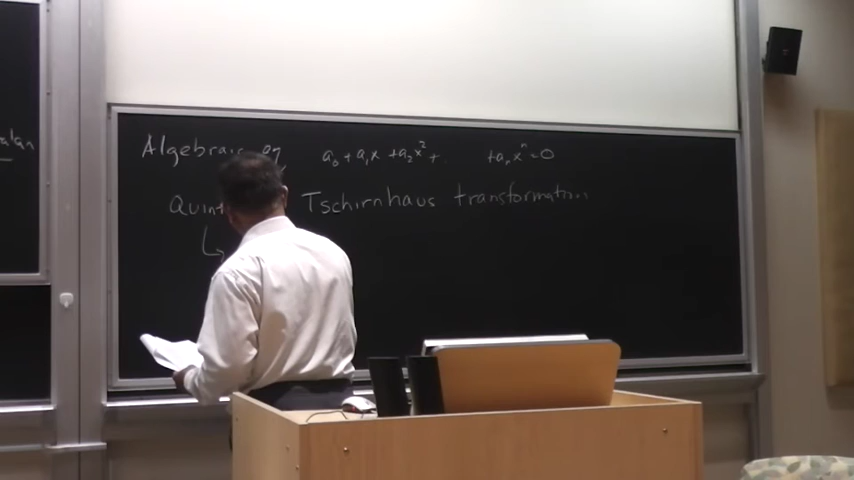 Algebraic eq a₀ + a₁x + a₂x² + + aₙxⁿ = 0
Tschirnhaus transformation